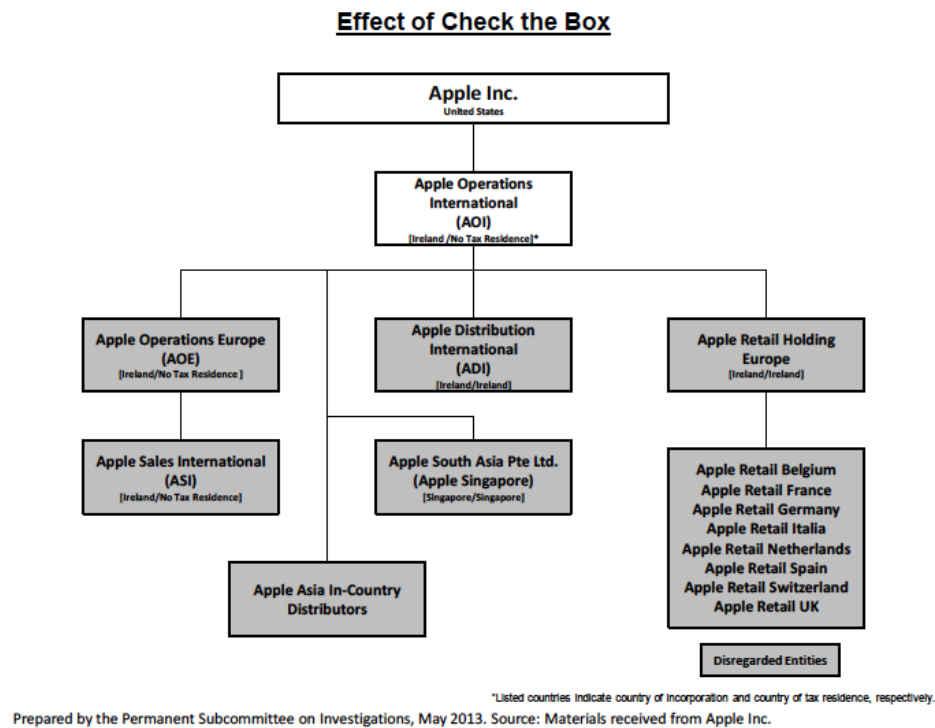 Effect of Check the Box
Apple Inc.
United States
Apple Operations
International
(AOI)
[Ireland /No Tax Residence]*
Apple Operations Europe
(AOE)
[Ireland/No Tax Residence ]
Apple Distribution
International
(ADI)
[Ireland/Ireland]
Apple Retail Holding
Europe
[Ireland/Ireland]
Apple Sales International
(ASI)
[Ireland/No Tax Residence]
Apple South Asia Pte Ltd.
(Apple Singapore)
[Singapore/Singapore]
Apple Retail Belgium
Apple Retail France
Apple Retail Germany
Apple Retail Italia
Apple Retail Netherlands
Apple Retail Spain
Apple Retail Switzerland
Apple Retail UK
Apple Asia In-Country
Distributors
Disregarded Entities
*Listed countries indicate country of incorporation and country of tax residence, respectively.
Prepared by the Permanent Subcommittee on Investigations, May 2013. Source: Materials received from Apple Inc.